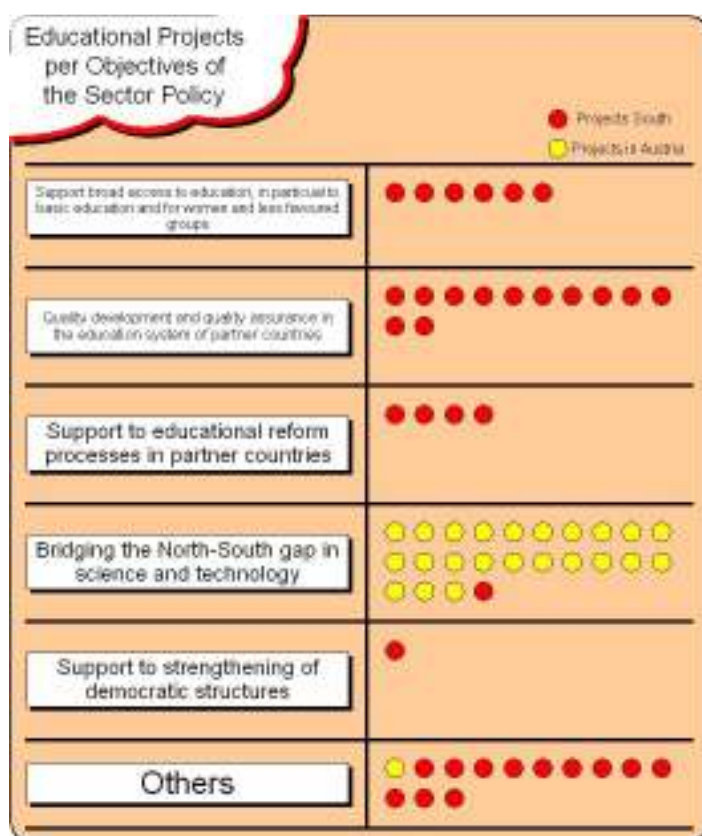 Educational Projects
per Objectives of
the Sector Policy
Projects South
Projects in Austria
Support broad access to education, in particual to
basic education and for women and less favoured
groups
Quality development and quality assurance in
the education system of partner countries
Support to educational reform
processes in partner countries
Bridging the North-South gap in
science and technology
Support to strengthening of
democratic structures
Others